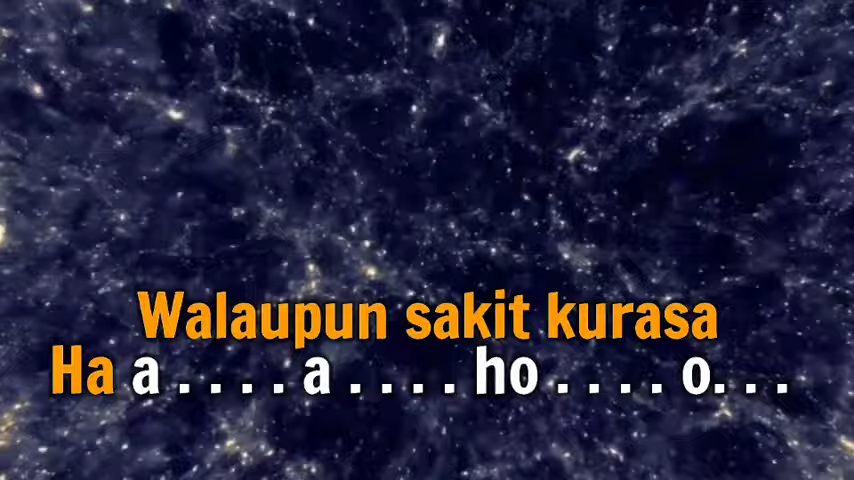 Walaupun sakit kurasa
Ha a . . . . a . . . . ho . . . . o. . .